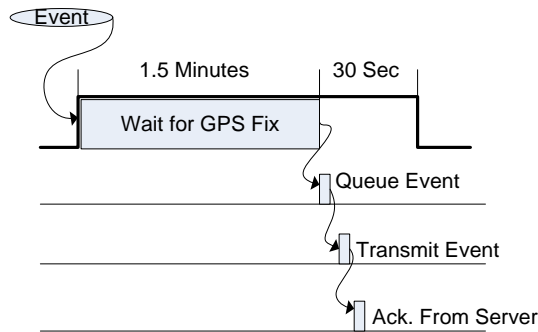 Event
1.5 Minutes
30 Sec
Wait for GPS Fix
Queue Event
Transmit Event
Ack. From Server